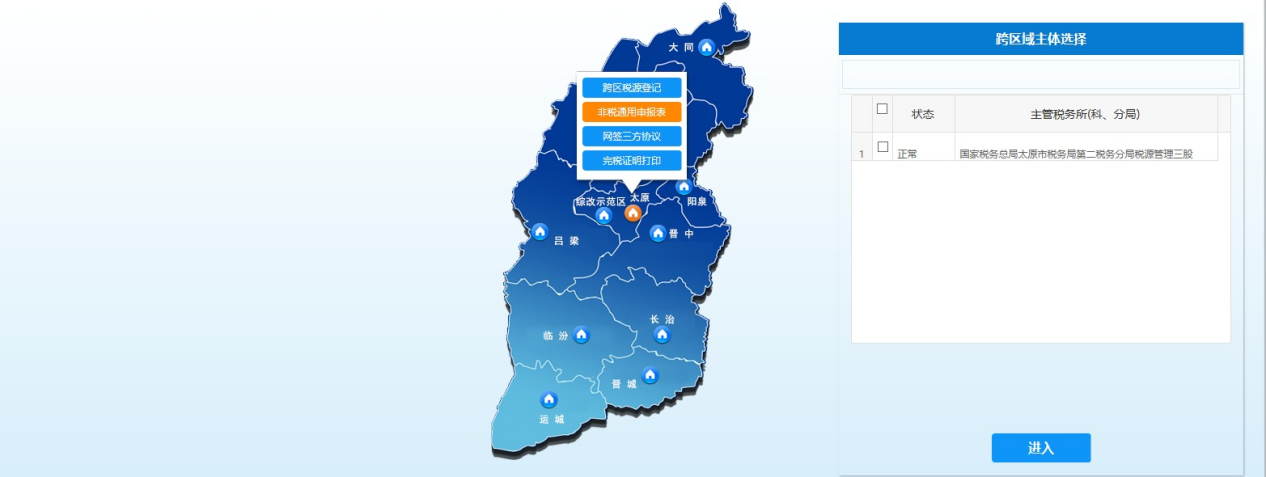 大同
跨区税源登记
非税通用申报表
网签三方协议
完税证明打印
综改示范区
太原
阳泉
吕梁
晋中
临汾
长治
晋城
运城
跨区域主体选择
状态
主管税务所(科、分局)
1
正常
国家税务总局太原市税务局第二税务分局税源管理三股
进入